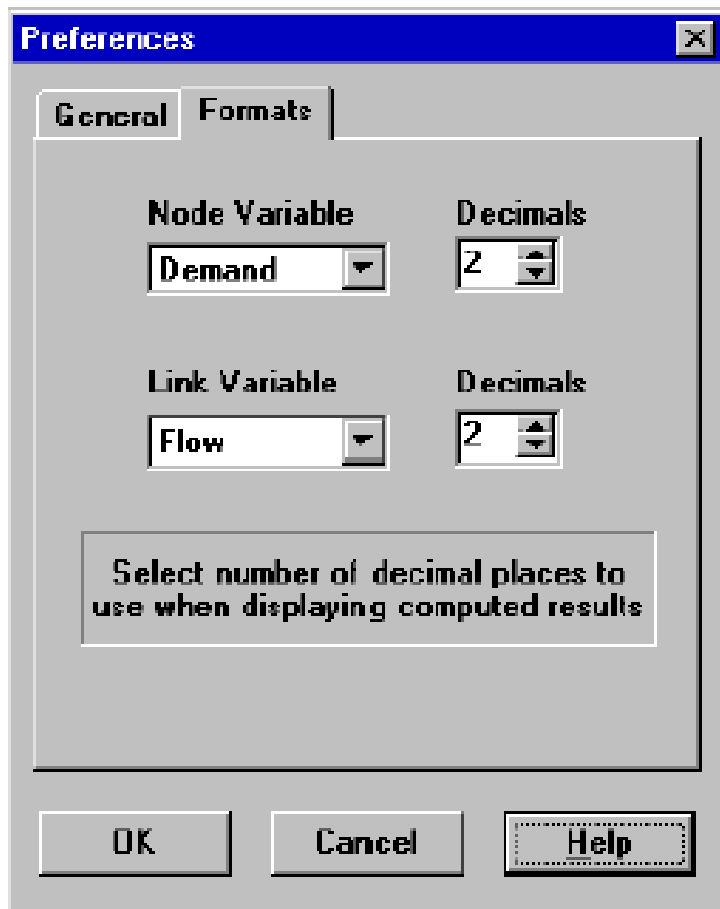 Preferences
General Formats
Node Variable Decimals
Demand 2
Link Variable Decimals
Flow 2
Select number of decimal places to
use when displaying computed results
OK Cancel Help